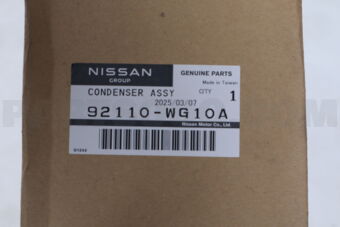 NISSAN
GROUP
GENUINE PARTS
Made in Taiwan
CONDENSER ASSY
QTY
1
2025/03/07
92110-WG10A
Nissan Motor Co., Ltd.